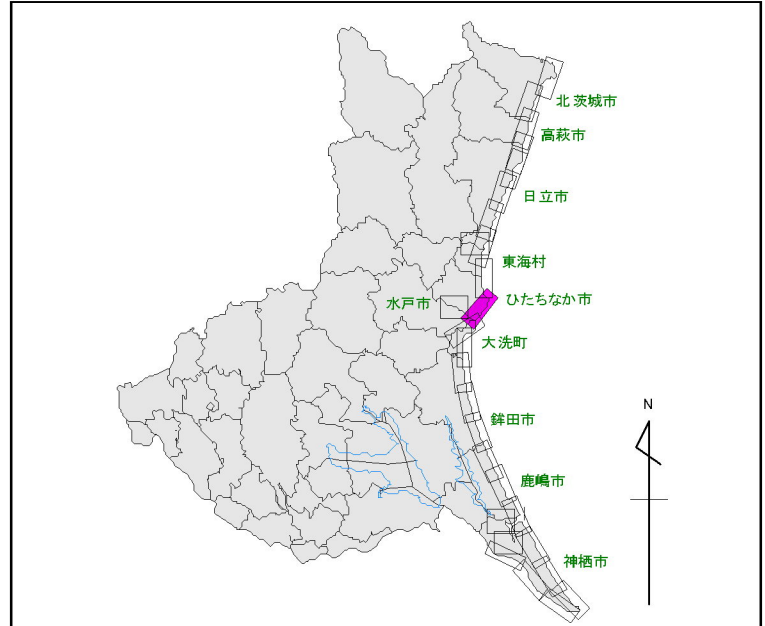 北茨城市
高萩市
日立市
東海村
ひたちなか市
水戸市
大洗町
鉾田市
N
鹿嶋市
神栖市